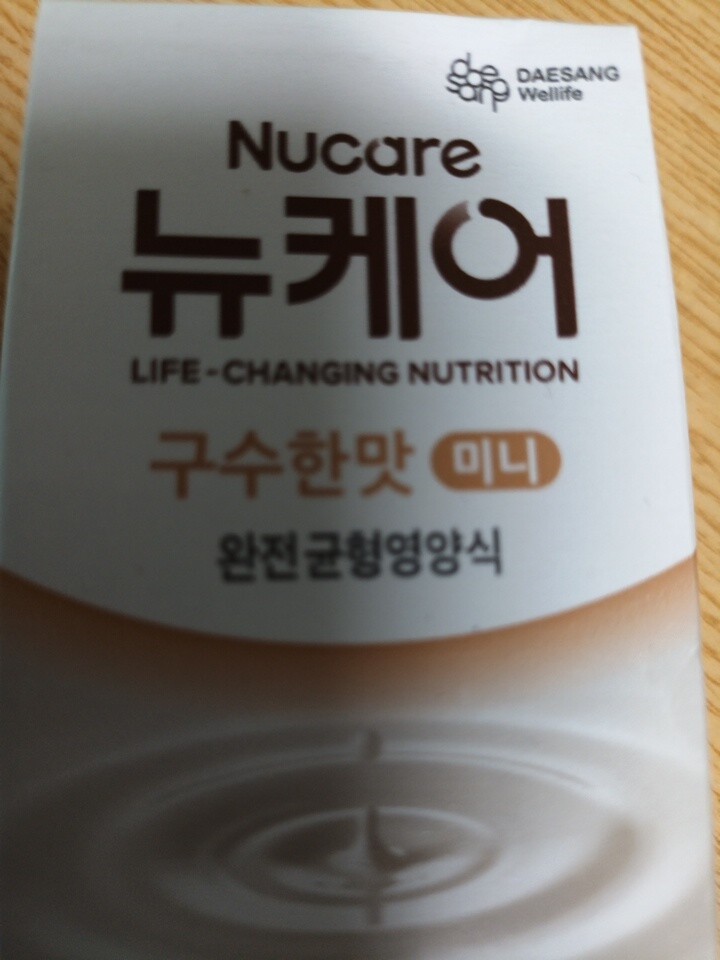 DAESANG
Wellife
Nucare
뉴케어
LIFE-CHANGING NUTRITION
구수한맛 미니
완전균형영양식